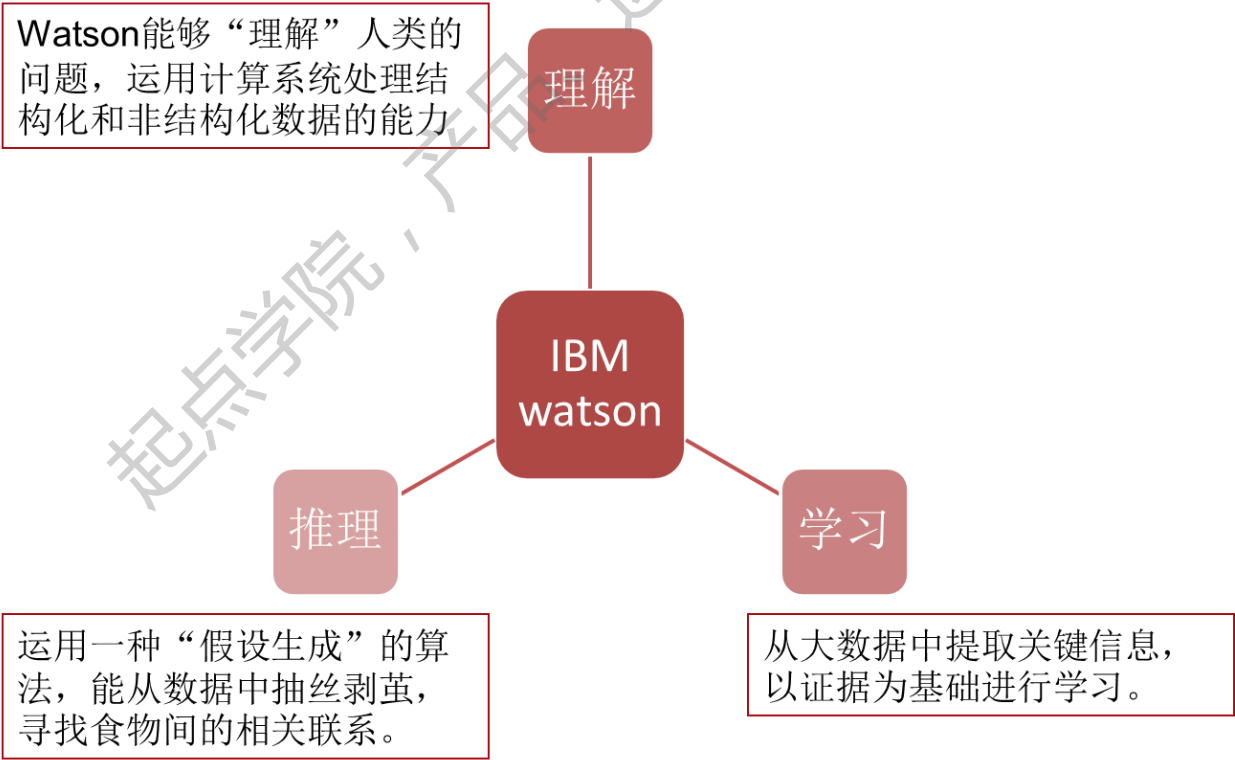 Watson能够“理解”人类的
问题，运用计算系统处理结
构化和非结构化数据的能力
理解
IBM
watson
推理
学习
运用一种“假设生成”的算
法，能从数据中抽丝剥茧，
寻找食物间的相关联系。
从大数据中提取关键信息，
以证据为基础进行学习。
起点学院，产品